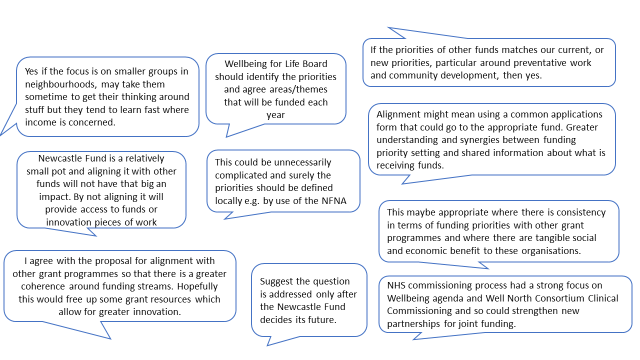 Yes if the focus is on smaller groups in
neighbourhoods, may take them
sometime to get their thinking around
stuff but they tend to learn fast where
income is concerned.
Wellbeing for Life Board
should identify the priorities
and agree areas/themes
that will be funded each
year
If the priorities of other funds matches our current, or
new priorities, particular around preventative work
and community development, then yes.
Alignment might mean using a common applications
form that could go to the appropriate fund. Greater
understanding and synergies between funding
priority setting and shared information about what is
receiving funds.
Newcastle Fund is a relatively
small pot and aligning it with other
funds will not have that big an
impact. By not aligning it will
provide access to funds or
innovation pieces of work
This could be unnecessarily
complicated and surely the
priorities should be defined
locally e.g. by use of the NFNA
This maybe appropriate where there is consistency
in terms of funding priorities with other grant
programmes and where there are tangible social
and economic benefit to these organisations.
I agree with the proposal for alignment with
other grant programmes so that there is a greater
coherence around funding streams. Hopefully
this would free up some grant resources which
allow for greater innovation.
Suggest the question
is addressed only after
the Newcastle Fund
decides its future.
NHS commissioning process had a strong focus on
Wellbeing agenda and Well North Consortium Clinical
Commissioning and so could strengthen new
partnerships for joint funding.